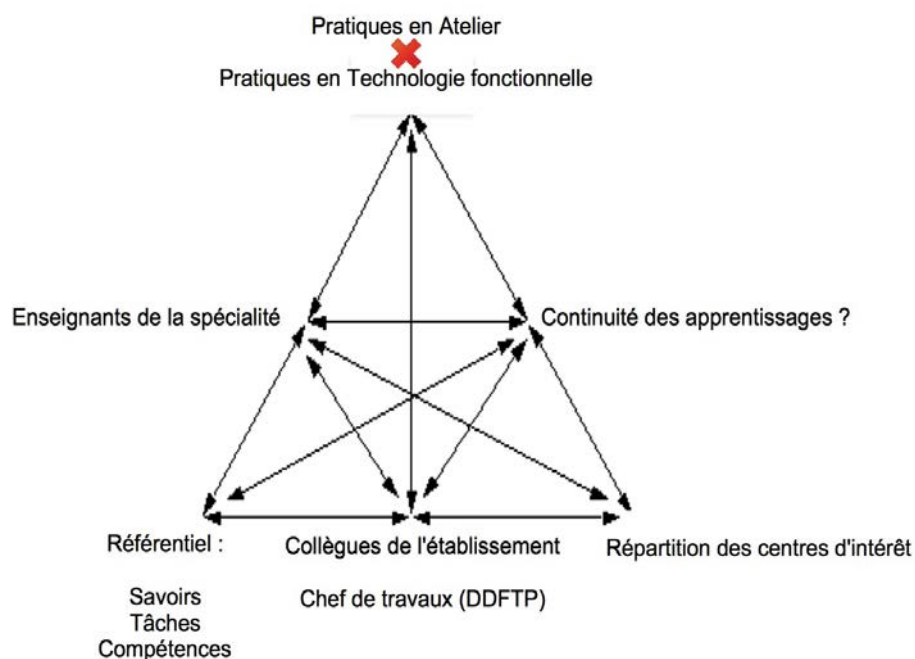 Pratiques en Atelier
Pratiques en Technologie fonctionnelle
Enseignants de la spécialité
Continuité des apprentissages ?
Référentiel :
Savoirs
Tâches
Compétences
Collègues de l'établissement
Chef de travaux (DDFTP)
Répartition des centres d'intérêt